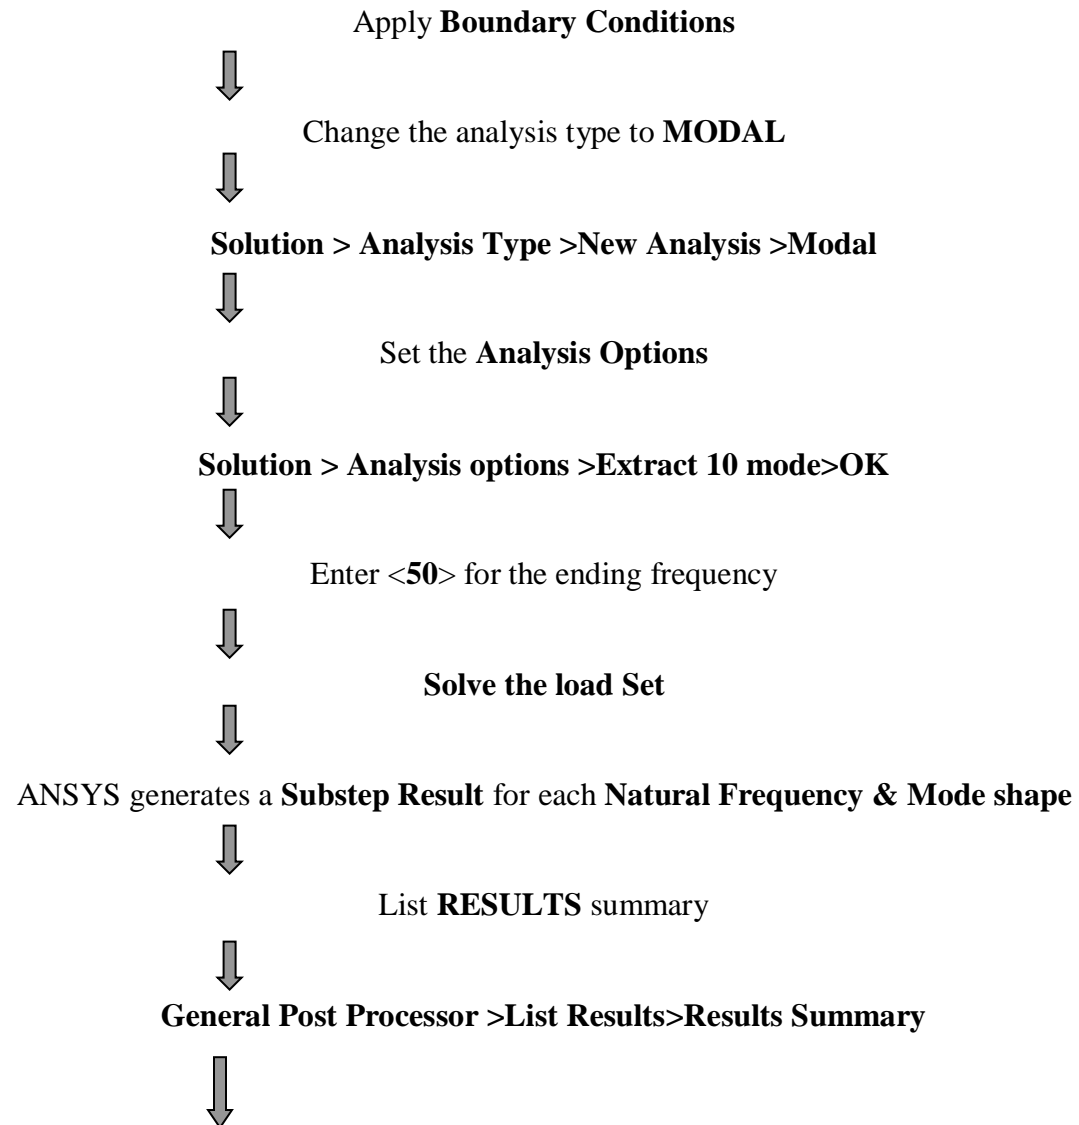 Apply Boundary Conditions
Change the analysis type to MODAL
Solution > Analysis Type >New Analysis >Modal
Set the Analysis Options
Solution > Analysis options >Extract 10 mode>OK
Enter <50> for the ending frequency
Solve the load Set
ANSYS generates a Substep Result for each Natural Frequency & Mode shape
List RESULTS summary
General Post Processor >List Results>Results Summary